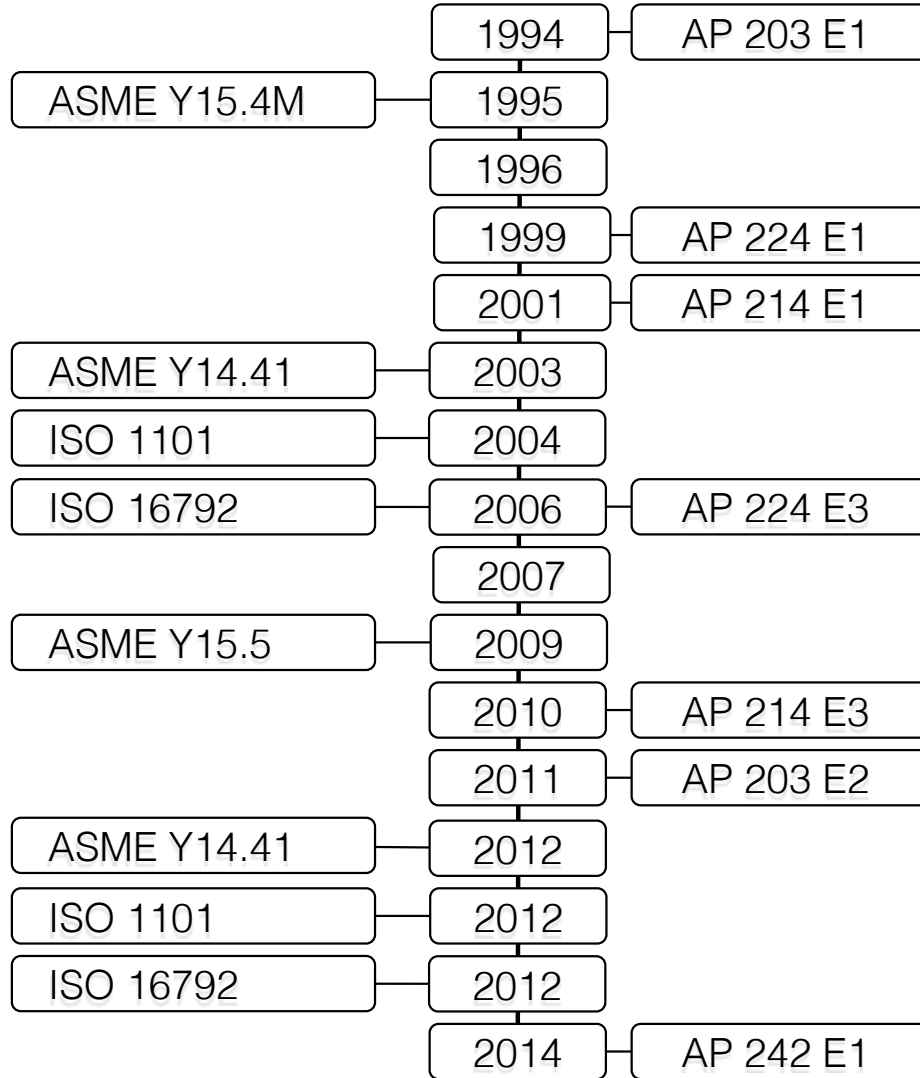 1994 AP 203 E1
ASME Y15.4M 1995
1996
1999 AP 224 E1
2001 AP 214 E1
ASME Y14.41 2003
ISO 1101 2004
ISO 16792 2006 AP 224 E3
2007
ASME Y15.5 2009
2010 AP 214 E3
2011 AP 203 E2
ASME Y14.41 2012
ISO 1101 2012
ISO 16792 2012
2014 AP 242 E1